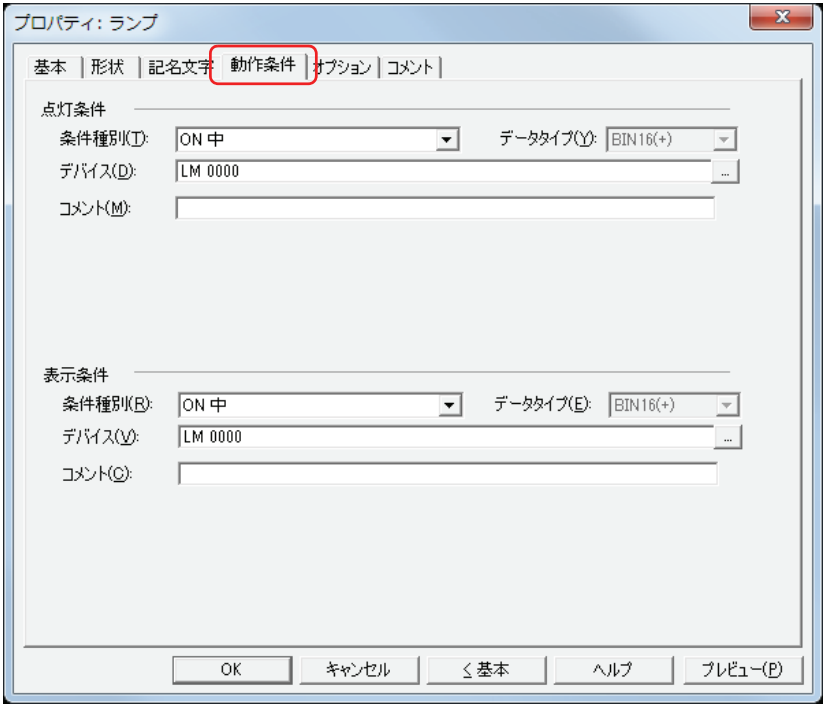 プロパティ: ランプ
基本 形状 記名文字 動作条件 オプション コメント
点灯条件
条件種別(T): ON 中 データタイプ(Y): BIN16(+)
デバイス(D): LM 0000 ...
コメント(M):
表示条件
条件種別(R): ON 中 データタイプ(E): BIN16(+)
デバイス(V): LM 0000 ...
コメント(C):
OK キャンセル < 基本 ヘルプ プレビュー(P)